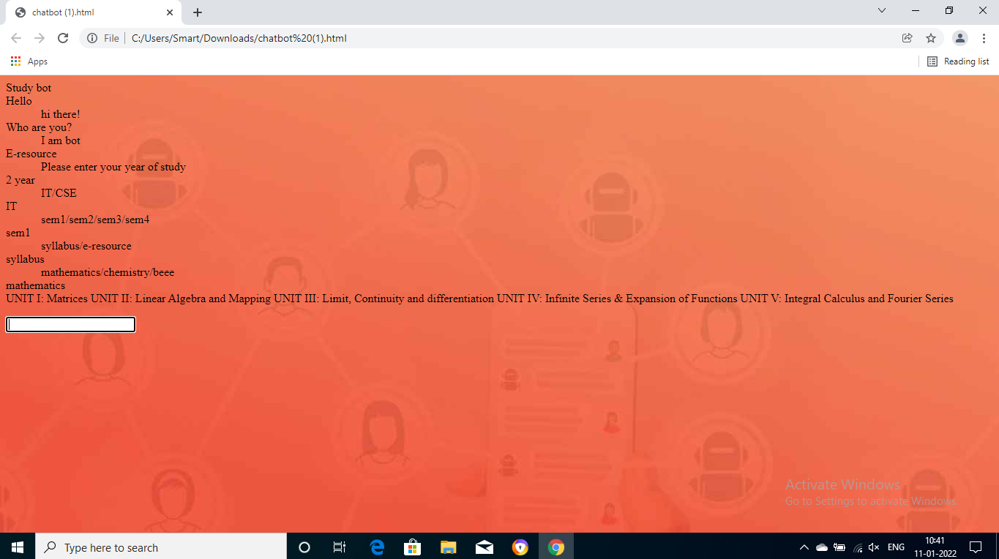 chatbot (1).html
File
C:/Users/Smart/Downloads/chatbot%20(1).html
Apps
Reading list
Study bot
Hello
hi there!
Who are you?
I am bot
E-resource
Please enter your year of study
2 year
IT/CSE
IT
sem1/sem2/sem3/sem4
sem1
syllabus/e-resource
syllabus
mathematics/chemistry/beee
mathematics
UNIT I: Matrices UNIT II: Linear Algebra and Mapping UNIT III: Limit, Continuity and differentiation UNIT IV: Infinite Series & Expansion of Functions UNIT V: Integral Calculus and Fourier Series
Activate Windows
Go to Settings to activate Windows.
Type here to search
ENG
10:41
11-01-2022